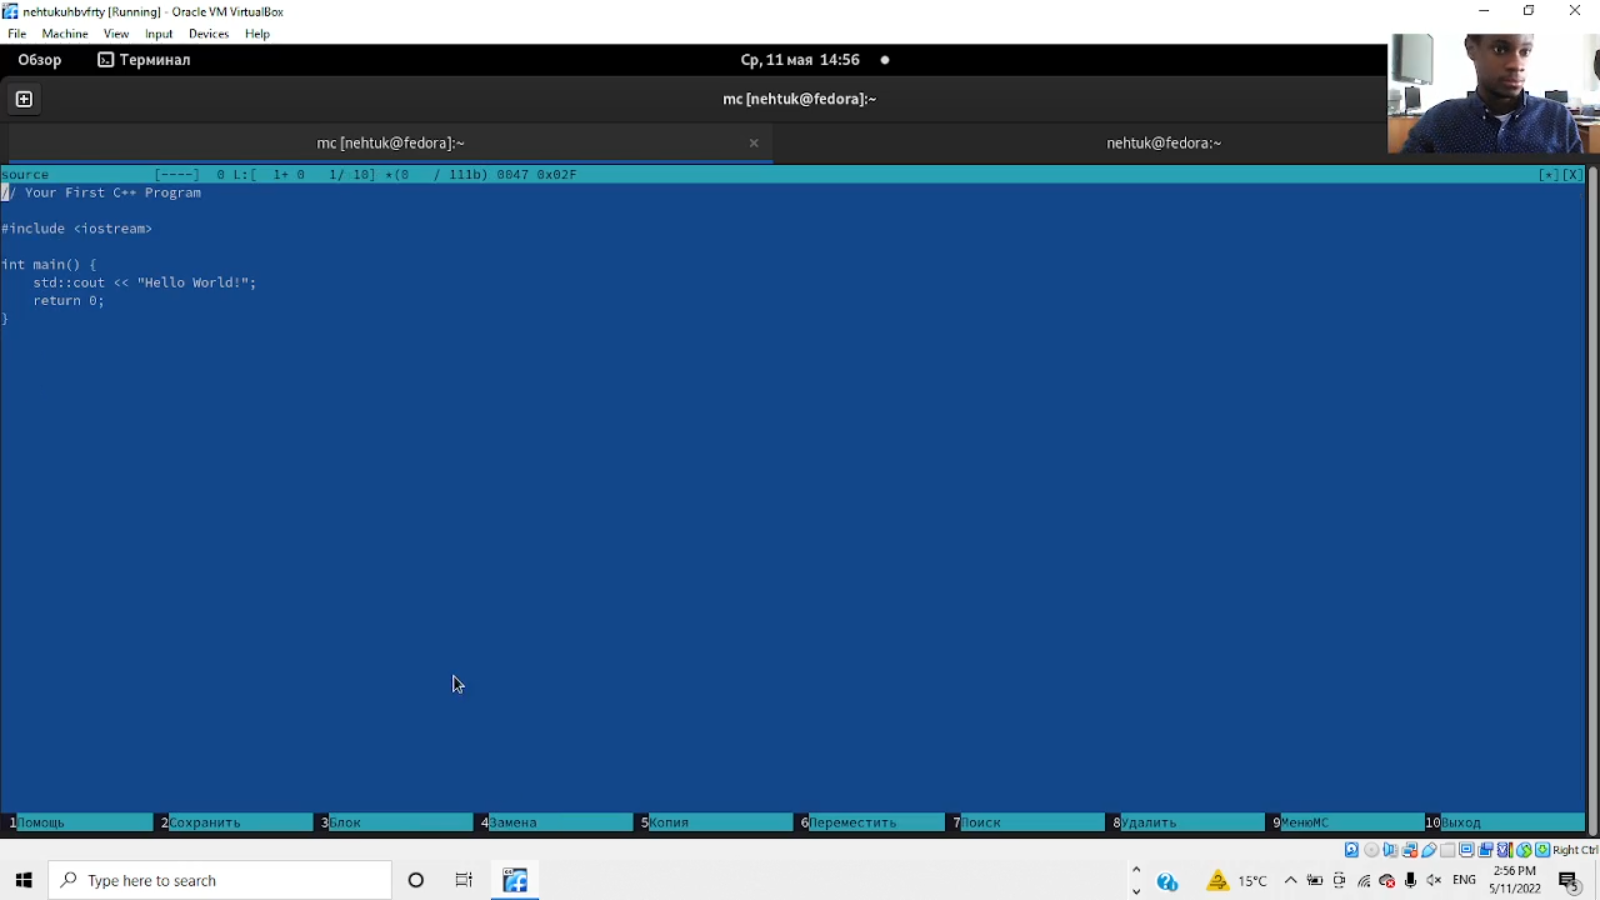 nehtukuhbvfrty [Running] - Oracle VM VirtualBox
File Machine View Input Devices Help
Обзор Терминал Ср, 11 мая 14:56
mc [nehtuk@fedora]:~
mc [nehtuk@fedora]:~ × nehtuk@fedora:~
source [----] 0 L:[ 1+ 0 1/ 10] *(0 / 111b) 0047 0x02F [*][X]
// Your First C++ Program
#include <iostream>
int main() {
std::cout << "Hello World!";
return 0;
}
1Помощь 2Сохранить 3Блок 4Замена 5Копия 6Переместить 7Поиск 8Удалить 9МенюMC 10Выход
Right Ctrl
Type here to search 15°C ENG 2:56 PM
5/11/2022 5